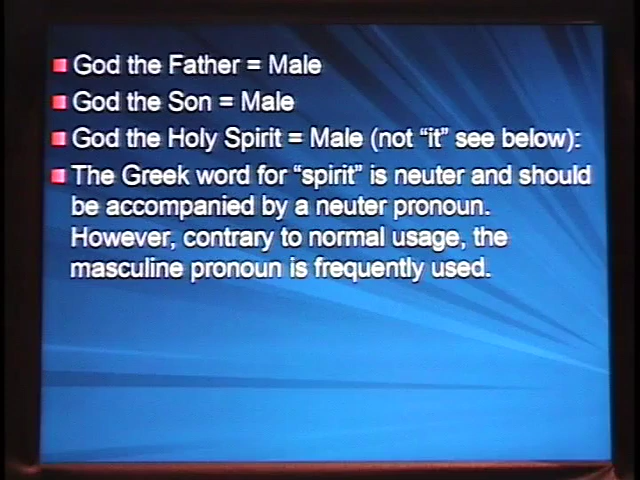 God the Father = Male
God the Son = Male
God the Holy Spirit = Male (not “it” see below):
The Greek word for “spirit” is neuter and should
be accompanied by a neuter pronoun.
However, contrary to normal usage, the
masculine pronoun is frequently used.